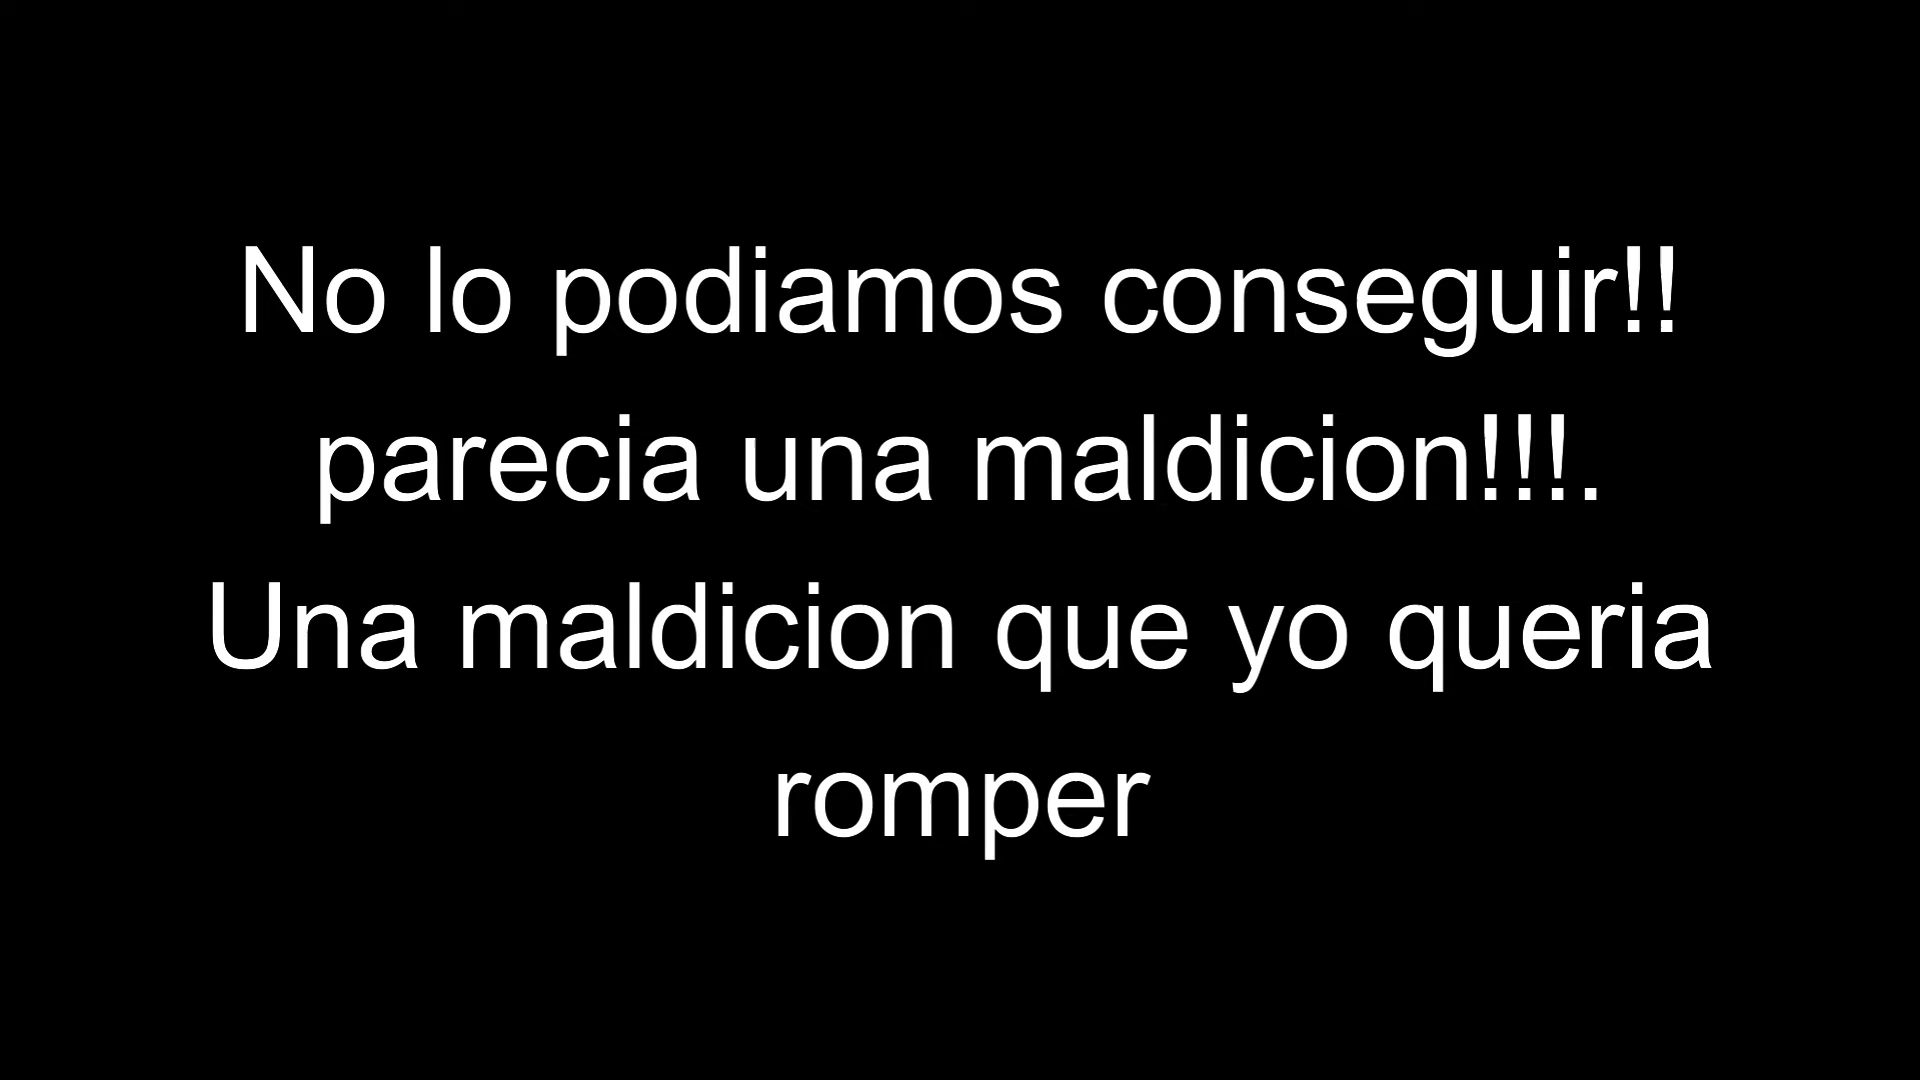 No lo podiamos conseguir!!
parecia una maldicion!!!.
Una maldicion que yo queria
romper